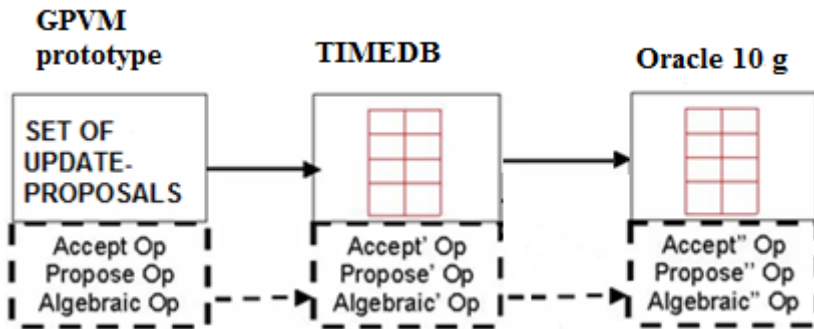 GPVM
prototype
TIMEDB
Oracle 10 g
SET OF
UPDATE-
PROPOSALS
Accept Op
Propose Op
Algebraic Op
Accept' Op
Propose' Op
Algebraic' Op
Accept'' Op
Propose'' Op
Algebraic'' Op